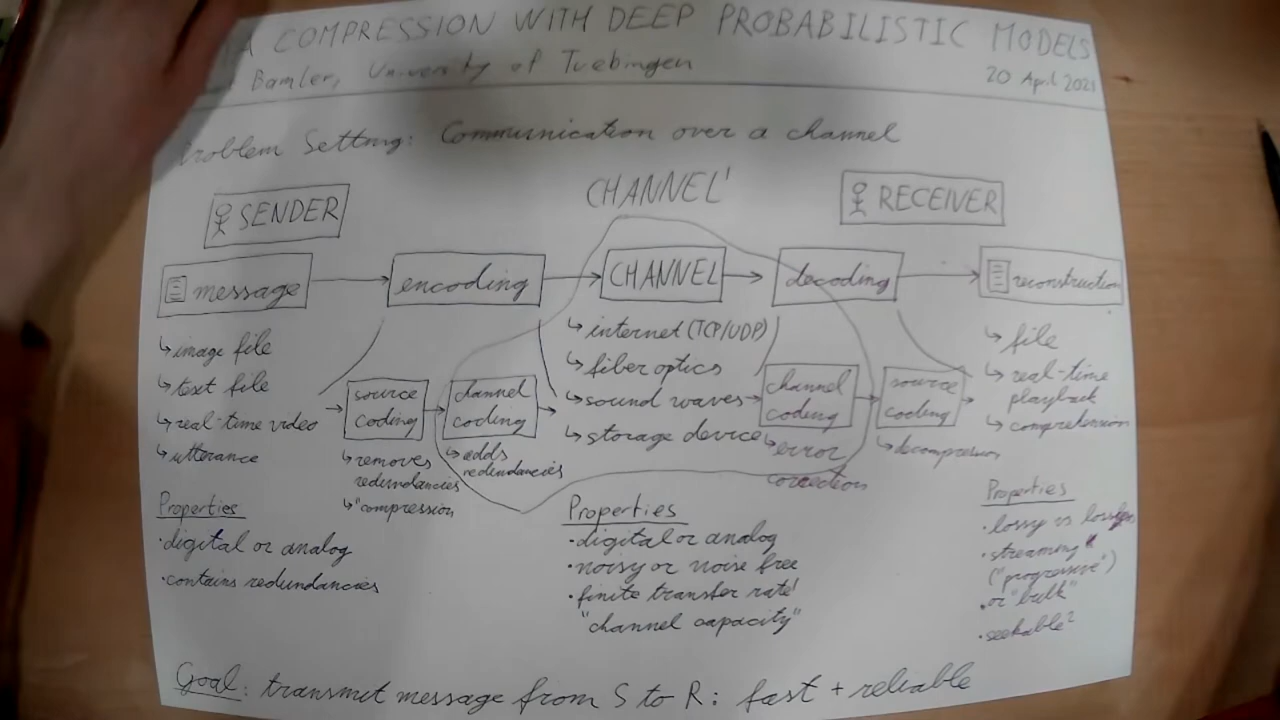 A COMPRESSION WITH DEEP PROBABILISTIC MODELS
Bamler, University of Tuebingen
20 April 2021
Problem Setting: Communication over a channel
SENDER
CHANNEL'
RECEIVER
message
encoding
CHANNEL
decoding
reconstruction
↳ image file
↳ text file
↳ real-time video
↳ utterance
source
coding
channel
coding
↳ removes
redundancies
↳ "compression
↳ adds
redundancies
↳ internet (TCP/UDP)
↳ fiber optics
↳ sound waves
↳ storage device
channel
coding
↳ error
correction
source
coding
↳ decompression
↳ file
↳ real-time
playback
↳ comprehension
Properties
· digital or analog
· contains redundancies
Properties
· digital or analog
· noisy or noise free
· finite transfer rate
"channel capacity"
Properties
· lossy vs lossless
· streaming"
("progressive")
· or "bulk"
· seekable?
Goal: transmit message from S to R: fast + reliable